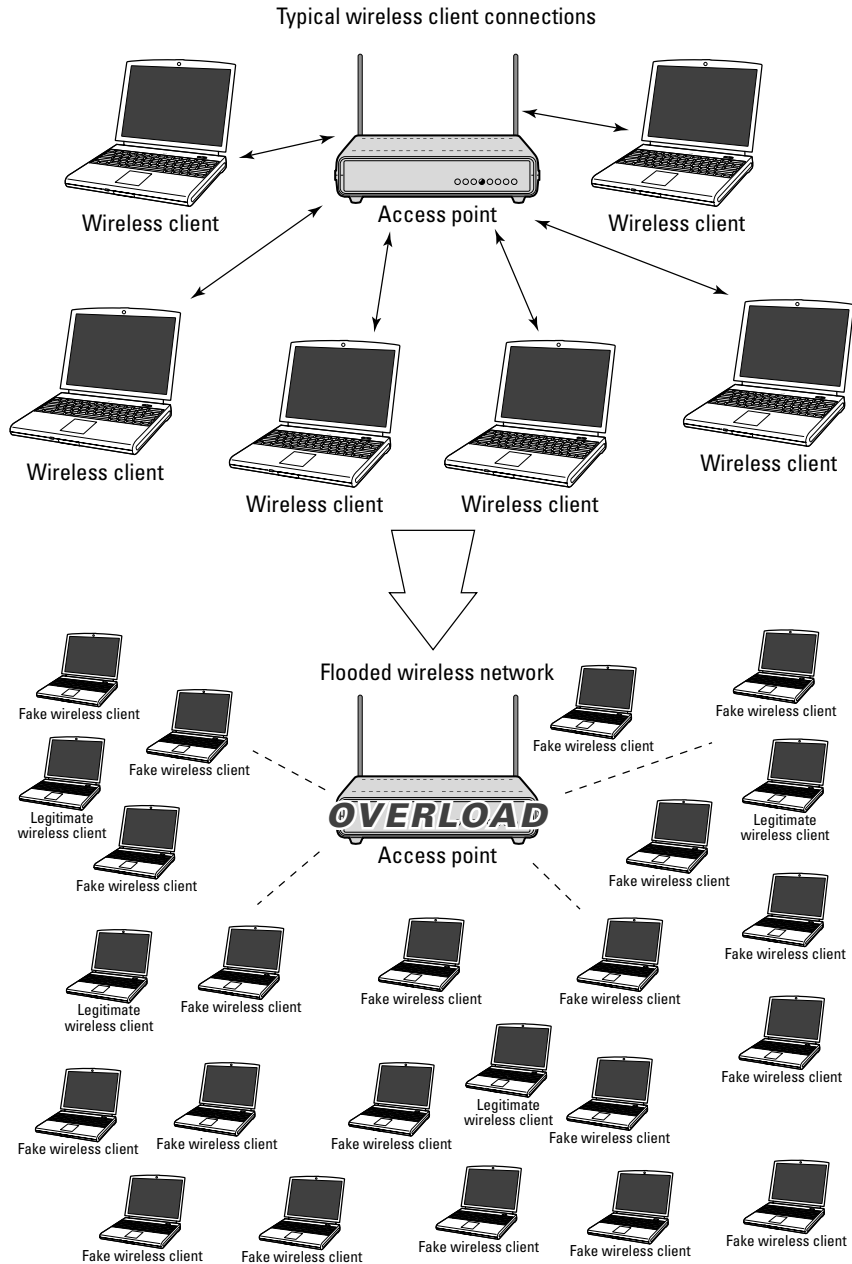 Typical wireless client connections
Wireless client
Access point
Wireless client
Wireless client
Wireless client
Wireless client
Wireless client
Flooded wireless network
Fake wireless client
Fake wireless client
Fake wireless client
Fake wireless client
Legitimate
wireless client
OVERLOAD
Legitimate
wireless client
Access point
Fake wireless client
Fake wireless client
Fake wireless client
Legitimate
wireless client
Fake wireless client
Fake wireless client
Fake wireless client
Fake wireless client
Legitimate
wireless client
Fake wireless client
Fake wireless client
Fake wireless client
Fake wireless client
Fake wireless client
Fake wireless client
Fake wireless client
Fake wireless client
Fake wireless client